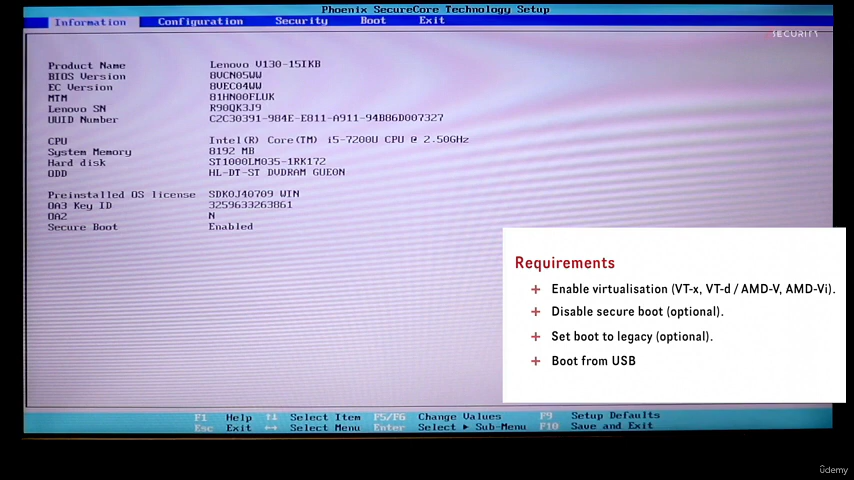 Phoenix SecureCore Technology Setup
Information Configuration Security Boot Exit
SECURITY
Product Name Lenovo V130-15IKB
BIOS Version 8VCN05WW
EC Version 8VEC04WW
MTM 81HN00FLUK
Lenovo SN R90QK3J9
UUID Number C2C30391-984E-E811-A911-94B86D007327
CPU Intel(R) Core(TM) i5-7200U CPU @ 2.50GHz
System Memory 8192 MB
Hard disk ST1000LM035-1RK172
ODD HL-DT-ST DVDRAM GUE0N
Preinstalled OS license SDK0J40709 WIN
OA3 Key ID 3259633263861
OA2 N
Secure Boot Enabled
Requirements
+ Enable virtualisation (VT-x, VT-d / AMD-V, AMD-Vi).
+ Disable secure boot (optional).
+ Set boot to legacy (optional).
+ Boot from USB
F1 Help ↑↓ Select Item F5/F6 Change Values F9 Setup Defaults
Esc Exit ↔ Select Menu Enter Select ▶ Sub-Menu F10 Save and Exit
udemy